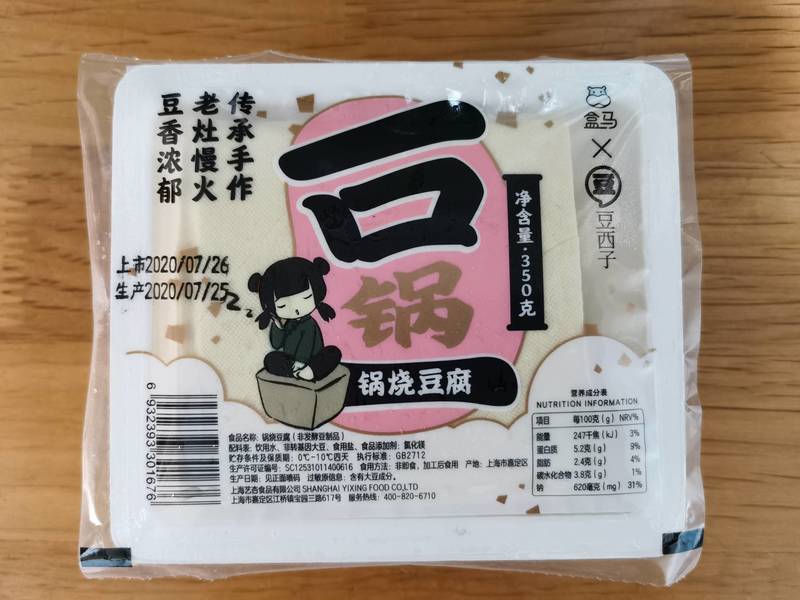 传承手作
老灶慢火
豆香浓郁
豆
锅
锅烧豆腐
净含量·350克
盒马
×
豆
豆西子
上市2020/07/26
生产2020/07/25
ZZz
6 932393 301676
食品名称: 锅烧豆腐 (非发酵豆制品)
配料表: 饮用水、非转基因大豆、食用盐、食品添加剂: 氯化镁
贮存条件及保质期: 0℃-10℃四天 执行标准: GB2712
生产许可证编号: SC12531011400616 食用方法: 非即食, 加工后食用 产地: 上海市嘉定区
生产日期: 见正面喷码 过敏原信息: 含有大豆成分。
上海艺杏食品有限公司 SHANGHAI YIXING FOOD CO,LTD
上海市嘉定区江桥镇宝园三路617号 服务热线: 400-820-6710
营养成分表
NUTRITION INFORMATION
项目 每100克(g) NRV%
能量 247千焦(kJ) 3%
蛋白质 5.2克(g) 9%
脂肪 2.4克(g) 4%
碳水化合物 3.8克(g) 1%
钠 620毫克(mg) 31%